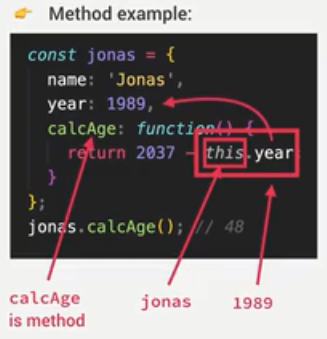 👉 Method example:
const jonas = {
name: 'Jonas',
year: 1989,
calcAge: function() {
return 2037 - this.year
}
};
jonas.calcAge(); // 48
calcAge
is method
jonas
1989